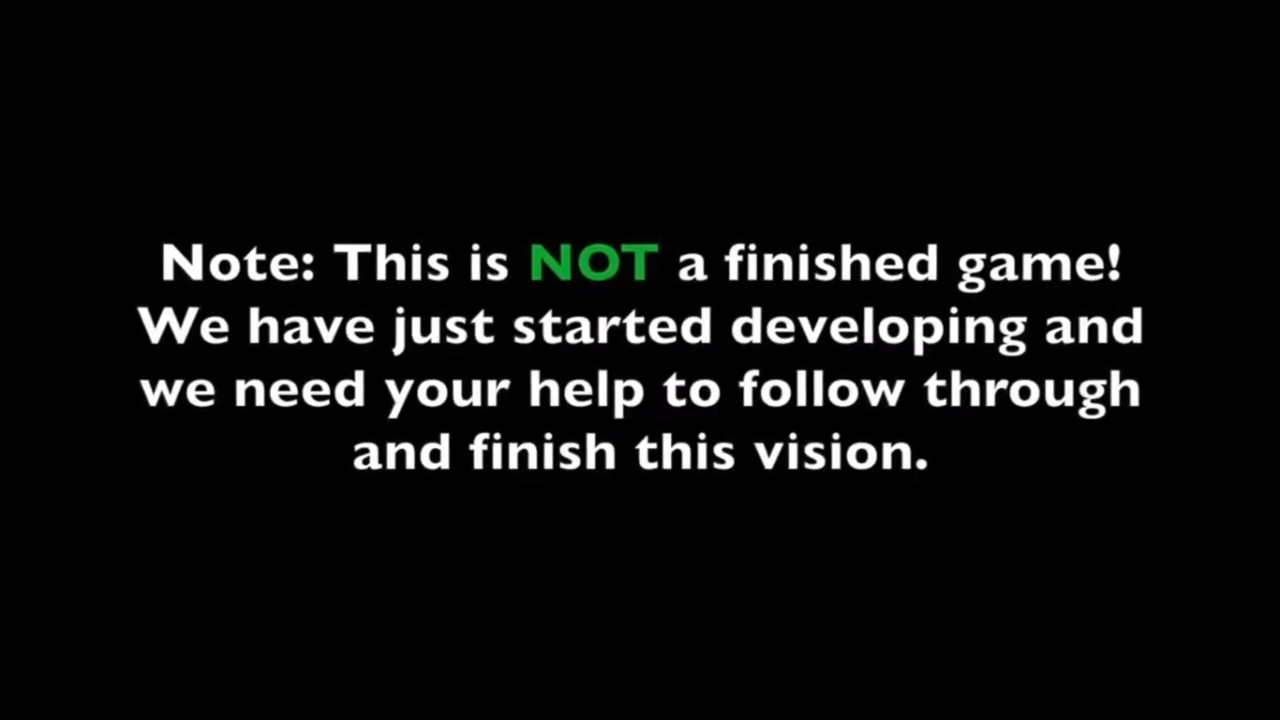 Note: This is NOT a finished game!
We have just started developing and
we need your help to follow through
and finish this vision.